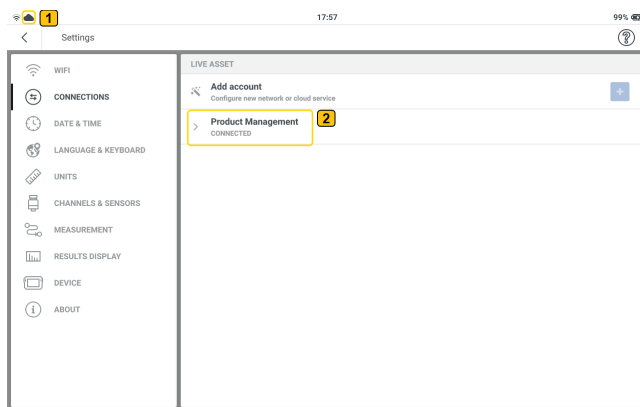 1
17:57
99%
Settings
WIFI
CONNECTIONS
DATE & TIME
LANGUAGE & KEYBOARD
UNITS
CHANNELS & SENSORS
MEASUREMENT
RESULTS DISPLAY
DEVICE
ABOUT
LIVE ASSET
Add account
Configure new network or cloud service
+
Product Management
CONNECTED
2